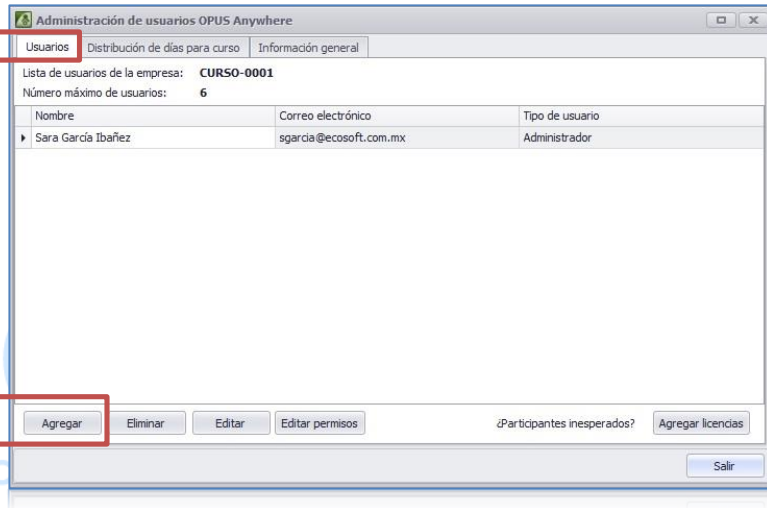 Administración de usuarios OPUS Anywhere
Usuarios Distribución de días para curso Información general
Lista de usuarios de la empresa: CURSO-0001
Número máximo de usuarios: 6
Nombre Correo electrónico Tipo de usuario
Sara García Ibañez sgarcia@ecosoft.com.mx Administrador
Agregar Eliminar Editar Editar permisos ¿Participantes inesperados? Agregar licencias
Salir